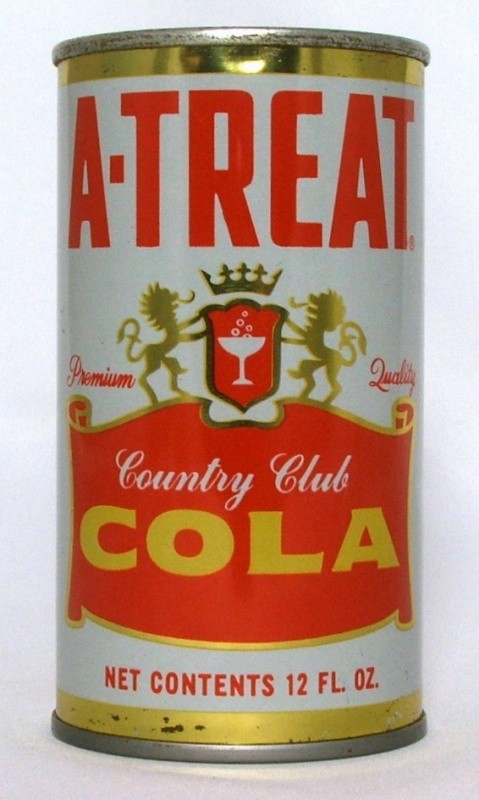 A·TREAT®
Premium Quality
Country Club
COLA
NET CONTENTS 12 FL. OZ.